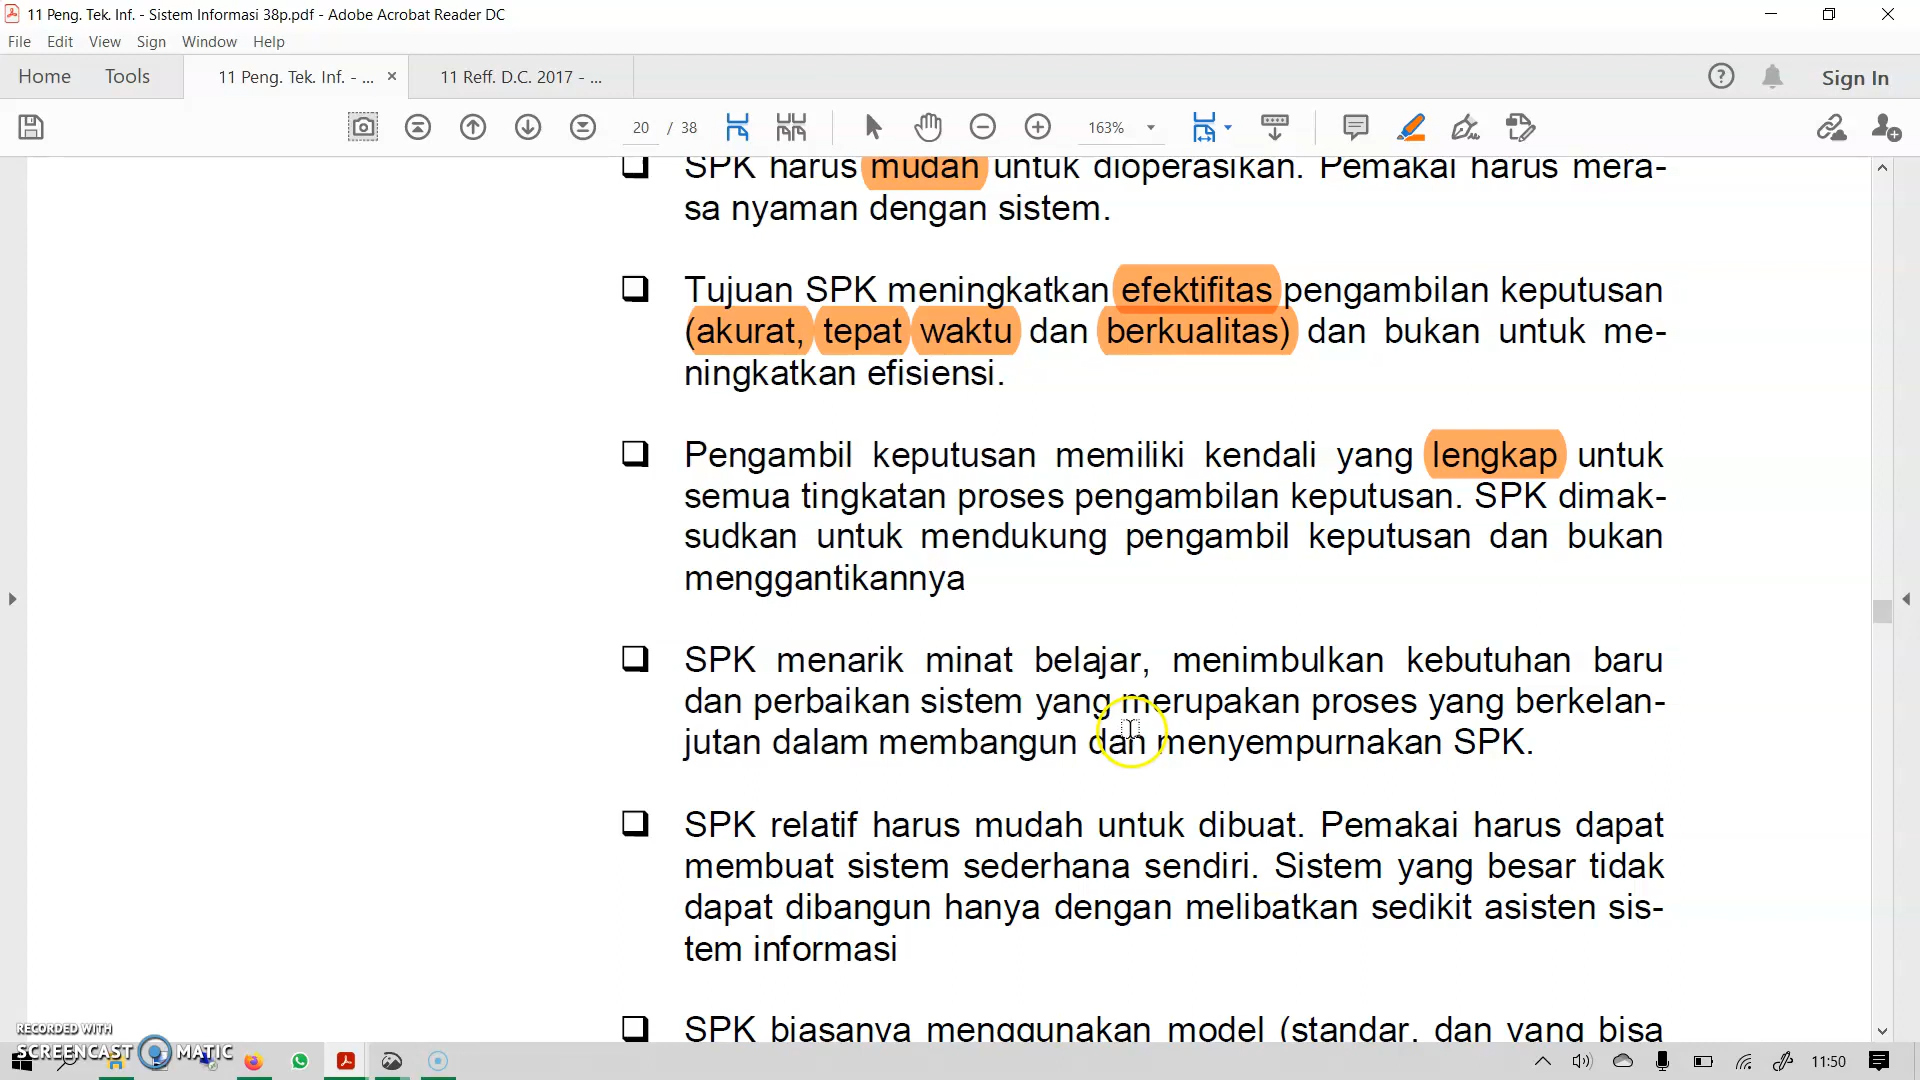 11 Peng. Tek. Inf. - Sistem Informasi 38p.pdf - Adobe Acrobat Reader DC
File Edit View Sign Window Help
Home Tools 11 Peng. Tek. Inf. - ... × 11 Reff. D.C. 2017 - ... Sign In
20 / 38 163%
SPK harus mudah untuk dioperasikan. Pemakai harus mera-
sa nyaman dengan sistem.
Tujuan SPK meningkatkan efektifitas pengambilan keputusan
(akurat, tepat waktu dan berkualitas) dan bukan untuk me-
ningkatkan efisiensi.
Pengambil keputusan memiliki kendali yang lengkap untuk
semua tingkatan proses pengambilan keputusan. SPK dimak-
sudkan untuk mendukung pengambil keputusan dan bukan
menggantikannya
SPK menarik minat belajar, menimbulkan kebutuhan baru
dan perbaikan sistem yang merupakan proses yang berkelan-
jutan dalam membangun dan menyempurnakan SPK.
SPK relatif harus mudah untuk dibuat. Pemakai harus dapat
membuat sistem sederhana sendiri. Sistem yang besar tidak
dapat dibangun hanya dengan melibatkan sedikit asisten sis-
tem informasi
SPK biasanya menggunakan model (standar, dan yang bisa
RECORDED WITH
SCREENCAST MATIC
11:50